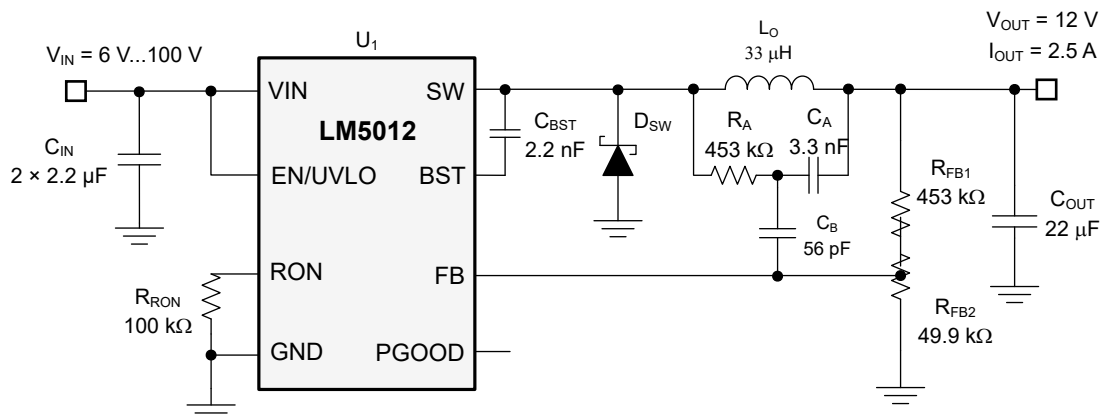 V_OUT = 12 V
I_OUT = 2.5 A
V_IN = 6 V...100 V
U_1
L_O
33 μH
VIN
SW
LM5012
C_BST
2.2 nF
D_SW
R_A
453 kΩ
C_A
3.3 nF
C_IN
2 × 2.2 μF
EN/UVLO
BST
R_FB1
453 kΩ
C_OUT
22 μF
C_B
56 pF
RON
FB
R_RON
100 kΩ
R_FB2
49.9 kΩ
GND
PGOOD